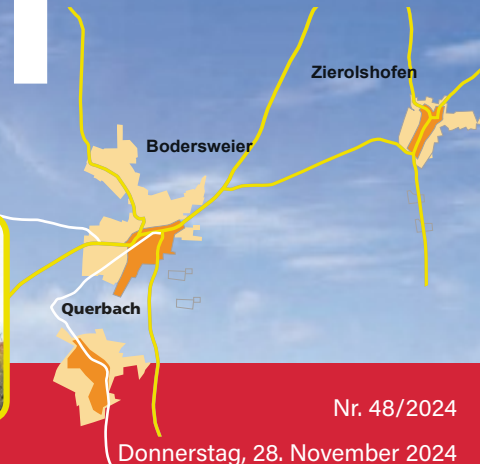 Zierolshofen
Bodersweier
Querbach
Nr. 48/2024
Donnerstag, 28. November 2024